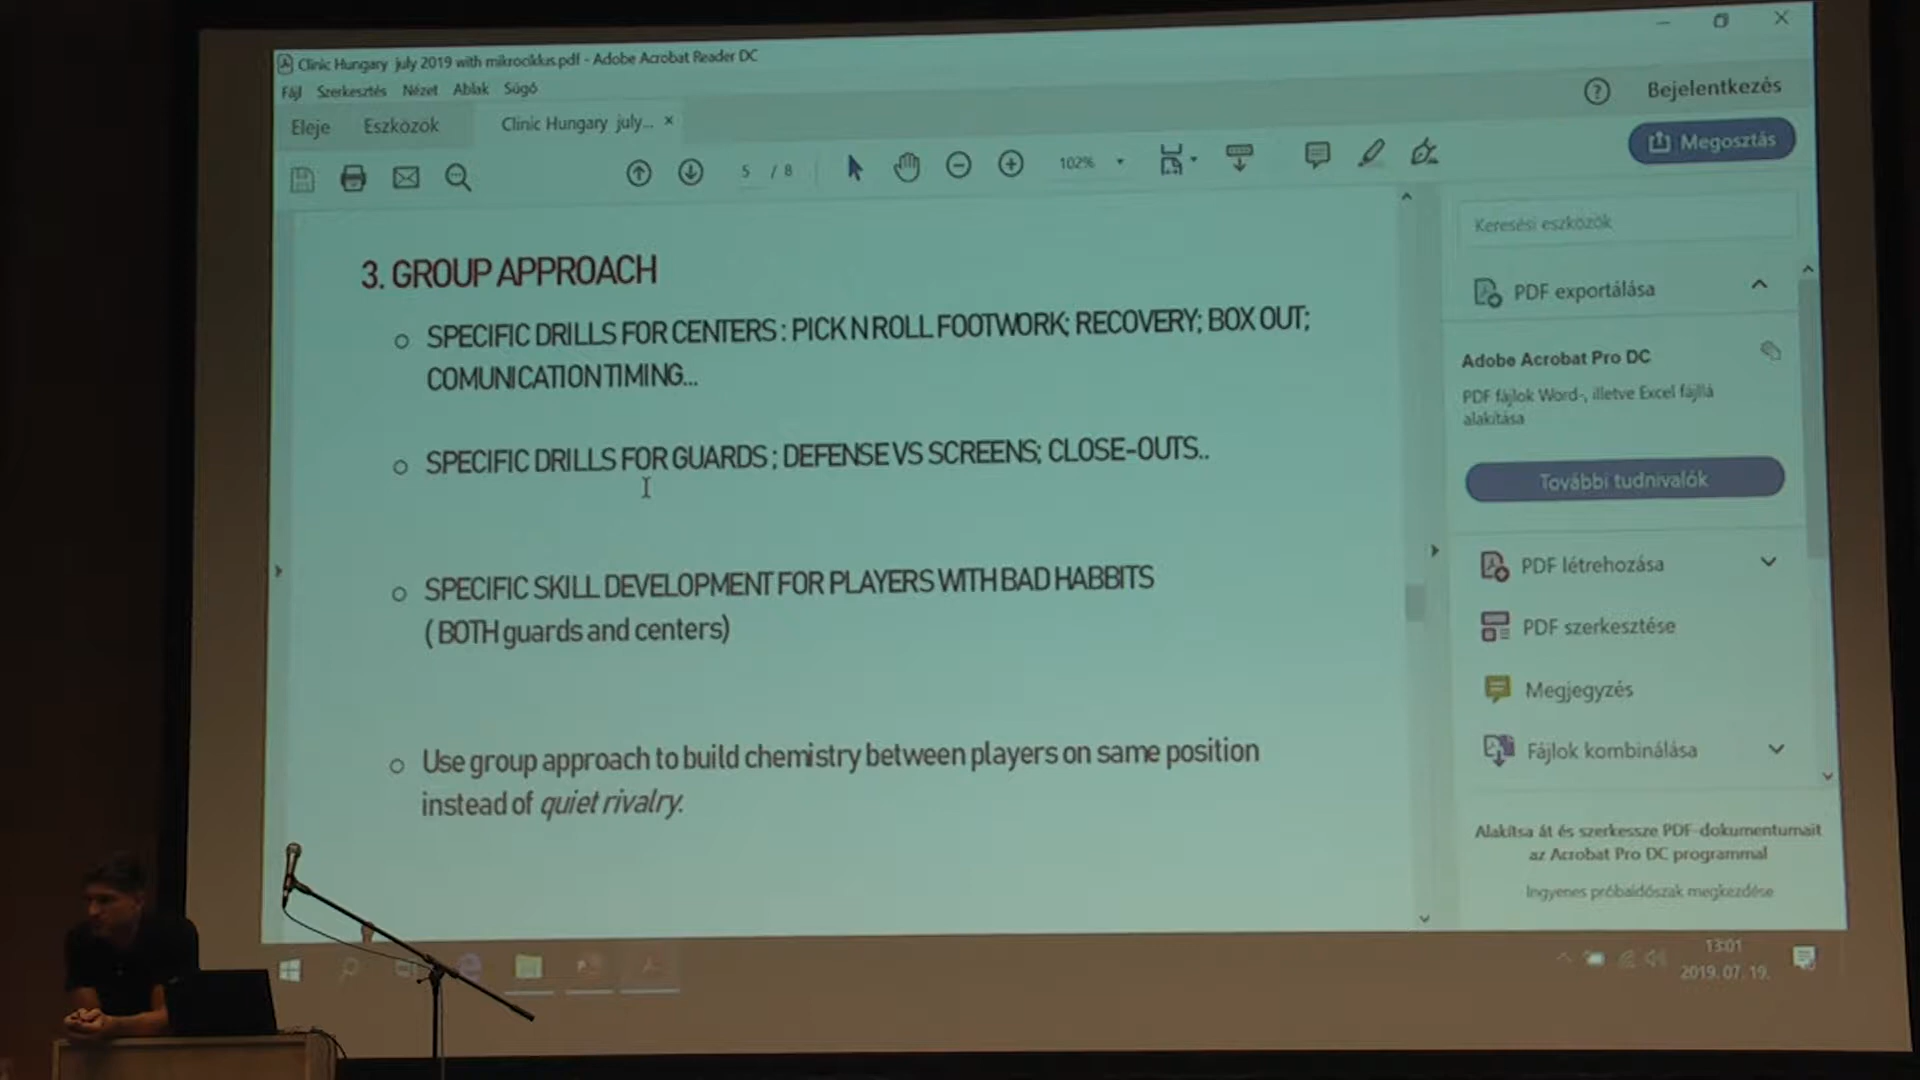 Clinic Hungary july 2019 with mikrociklus.pdf - Adobe Acrobat Reader DC
Fájl Szerkesztés Nézet Ablak Súgó
Bejelentkezés
Eleje Eszközök Clinic Hungary july... ×
5 / 8 102% Megosztás
Keresési eszközök
3. GROUP APPROACH
SPECIFIC DRILLS FOR CENTERS : PICK N ROLL FOOTWORK; RECOVERY; BOX OUT;
COMUNICATION TIMING...
SPECIFIC DRILLS FOR GUARDS ; DEFENSE VS SCREENS; CLOSE-OUTS..
SPECIFIC SKILL DEVELOPMENT FOR PLAYERS WITH BAD HABBITS
( BOTH guards and centers)
Use group approach to build chemistry between players on same position
instead of quiet rivalry.
PDF exportálása
Adobe Acrobat Pro DC
PDF fájlok Word-, illetve Excel fájllá
alakítása
További tudnivalók
PDF létrehozása
PDF szerkesztése
Megjegyzés
Fájlok kombinálása
Alakítsa át és szerkessze PDF-dokumentumait
az Acrobat Pro DC programmal
Ingyenes próbaidőszak megkezdése
13:01
2019. 07. 19.